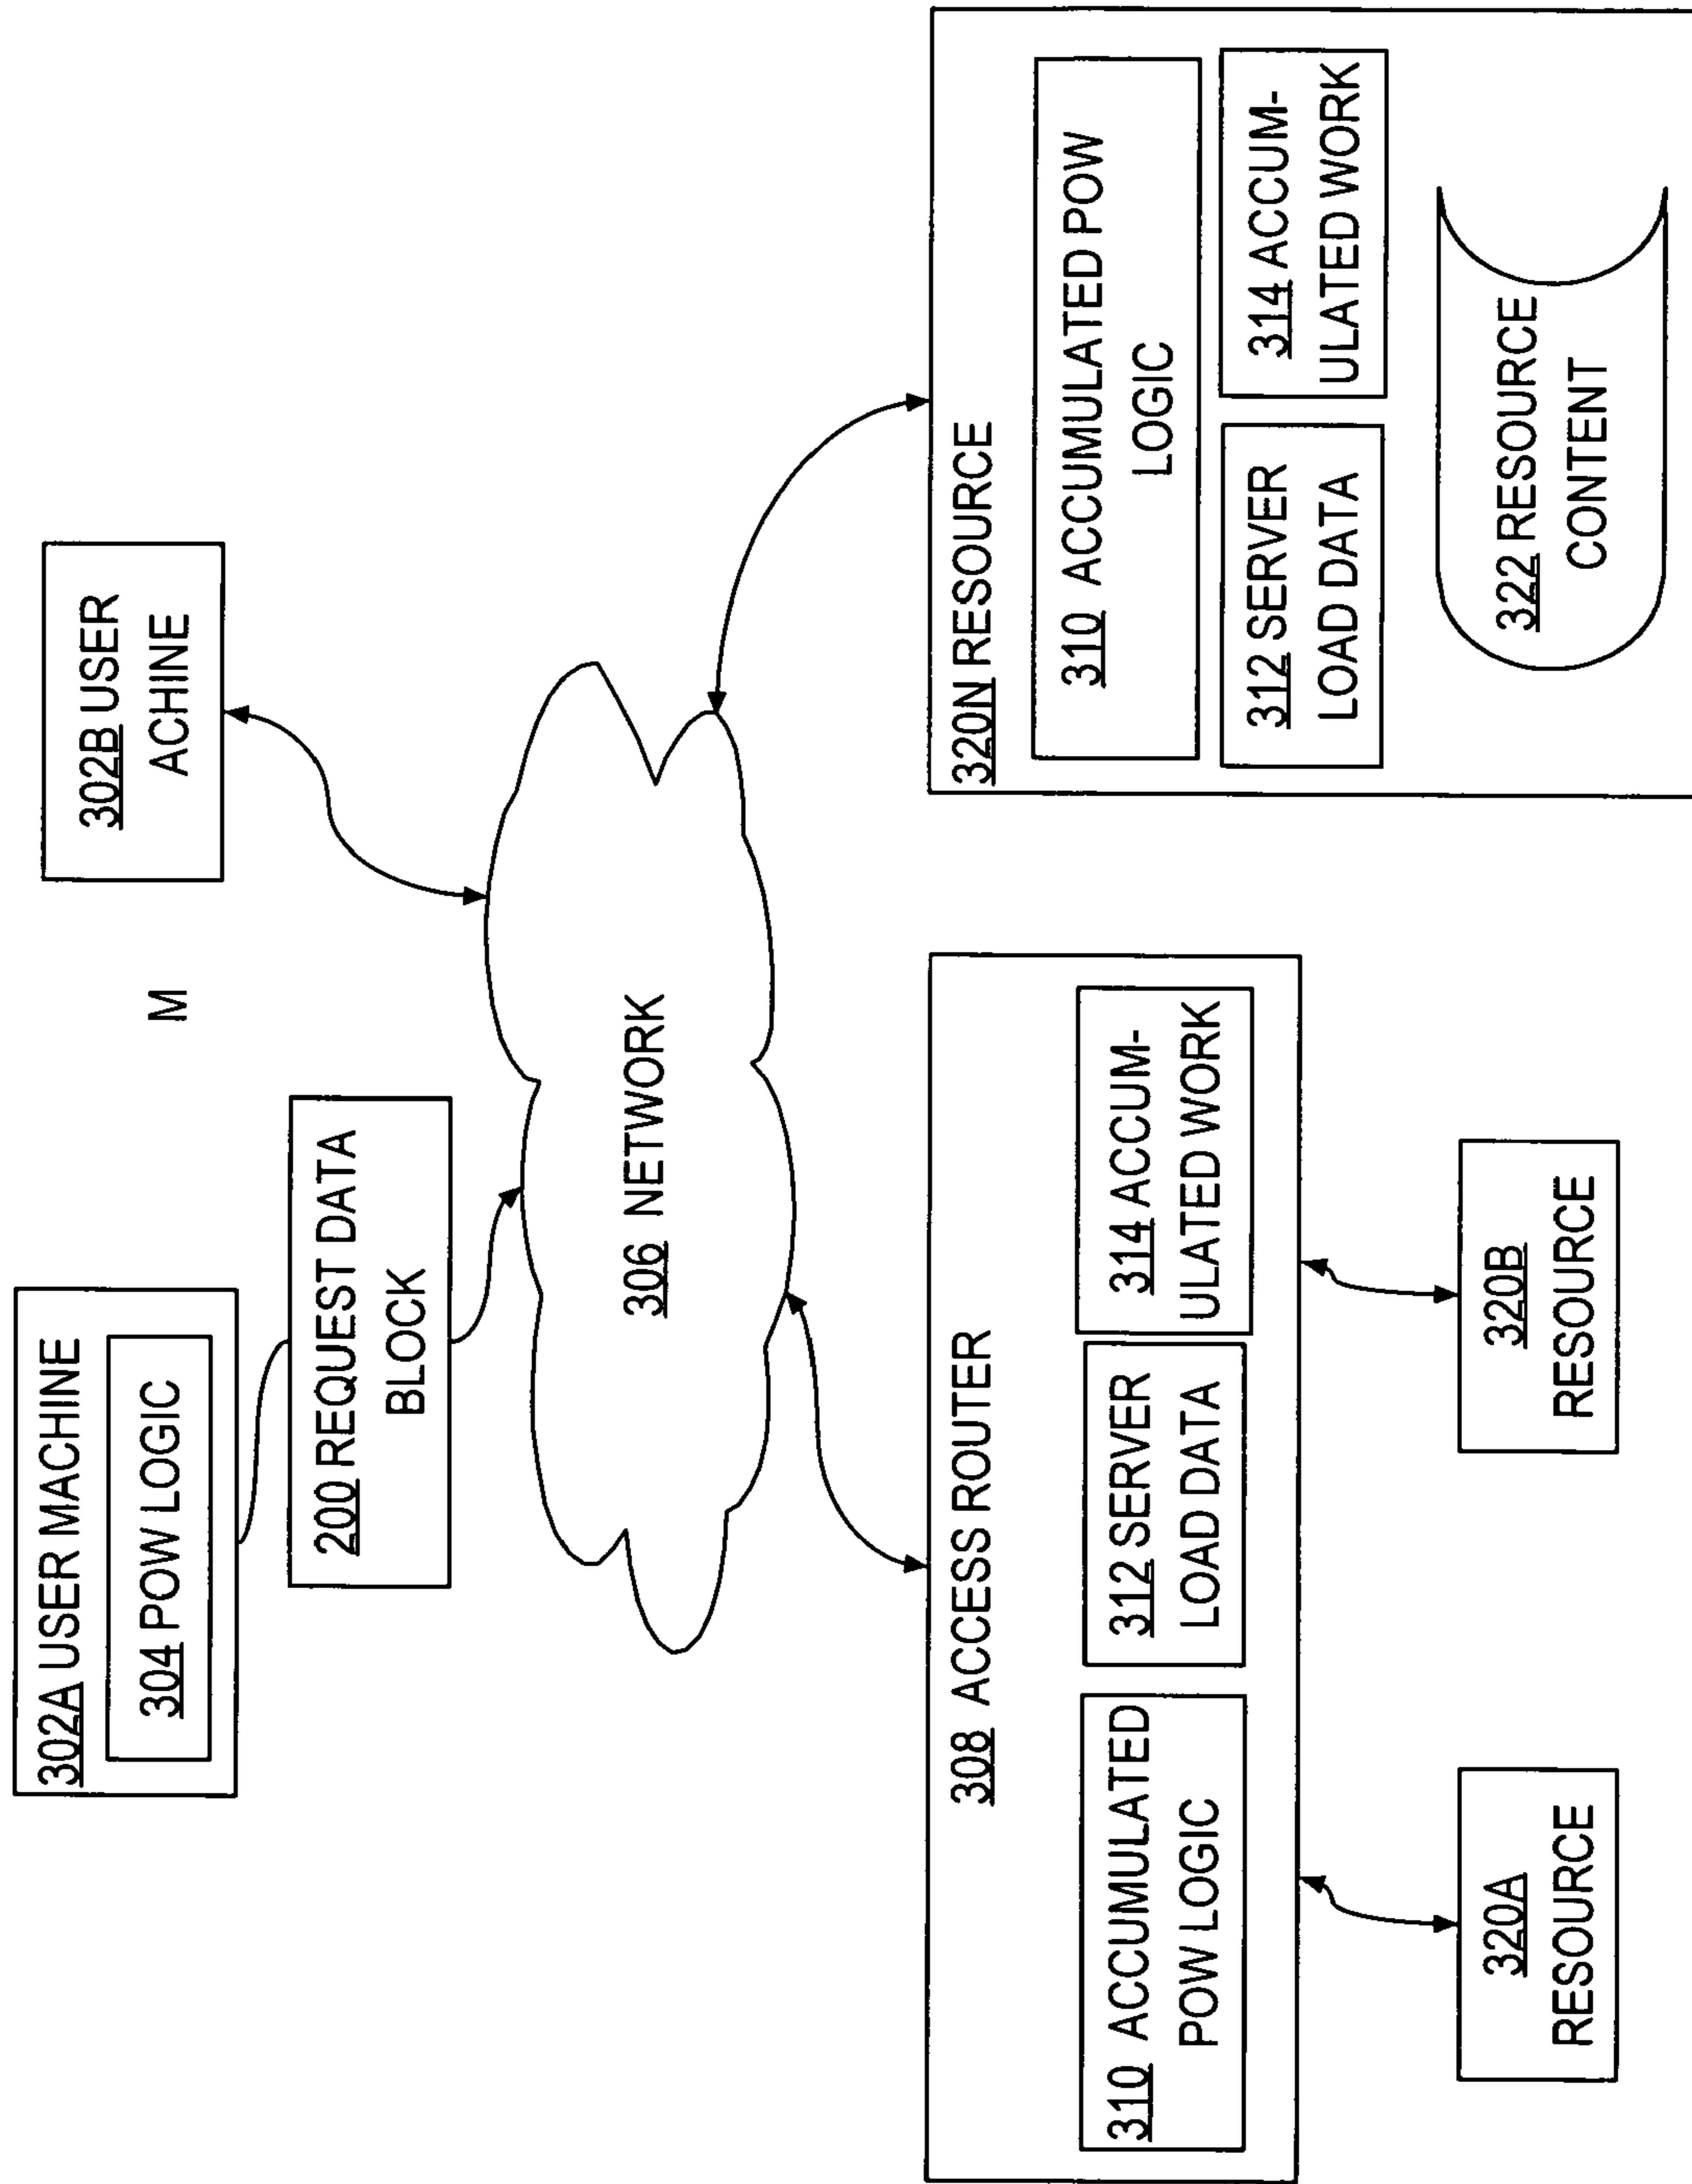 302A USER MACHINE
304 POW LOGIC
200 REQUEST DATA
BLOCK
M
302B USER
ACHINE
306 NETWORK
308 ACCESS ROUTER
310 ACCUMULATED
POW LOGIC
312 SERVER
LOAD DATA
314 ACCUM-
ULATED WORK
320A
RESOURCE
320B
RESOURCE
320N RESOURCE
310 ACCUMULATED POW
LOGIC
312 SERVER
LOAD DATA
314 ACCUM-
ULATED WORK
322 RESOURCE
CONTENT